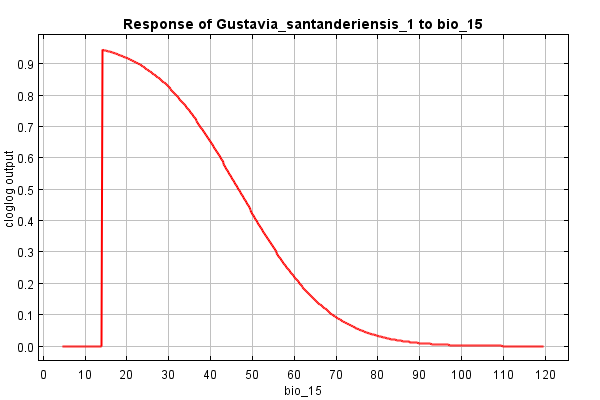 Response of Gustavia_santanderiensis_1 to bio_15
cloglog output
0.9
0.8
0.7
0.6
0.5
0.4
0.3
0.2
0.1
0.0
0 10 20 30 40 50 60 70 80 90 100 110 120
bio_15